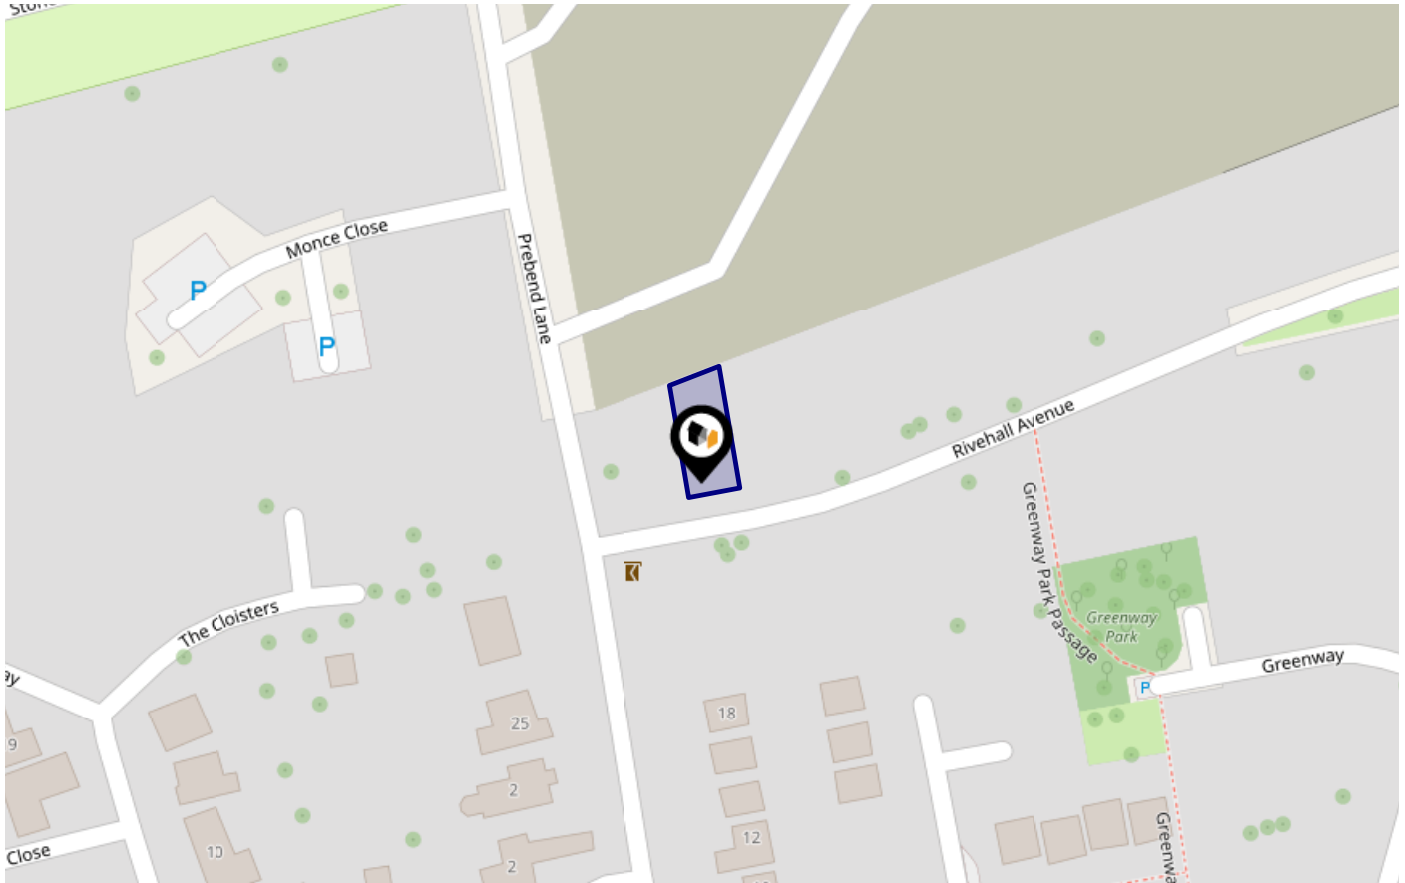 Monce Close
P
P
Prebend Lane
Rivehall Avenue
Greenway Park Passage
Greenway
Park
Greenway
P
The Cloisters
18
25
9
2
12
10
2
Close